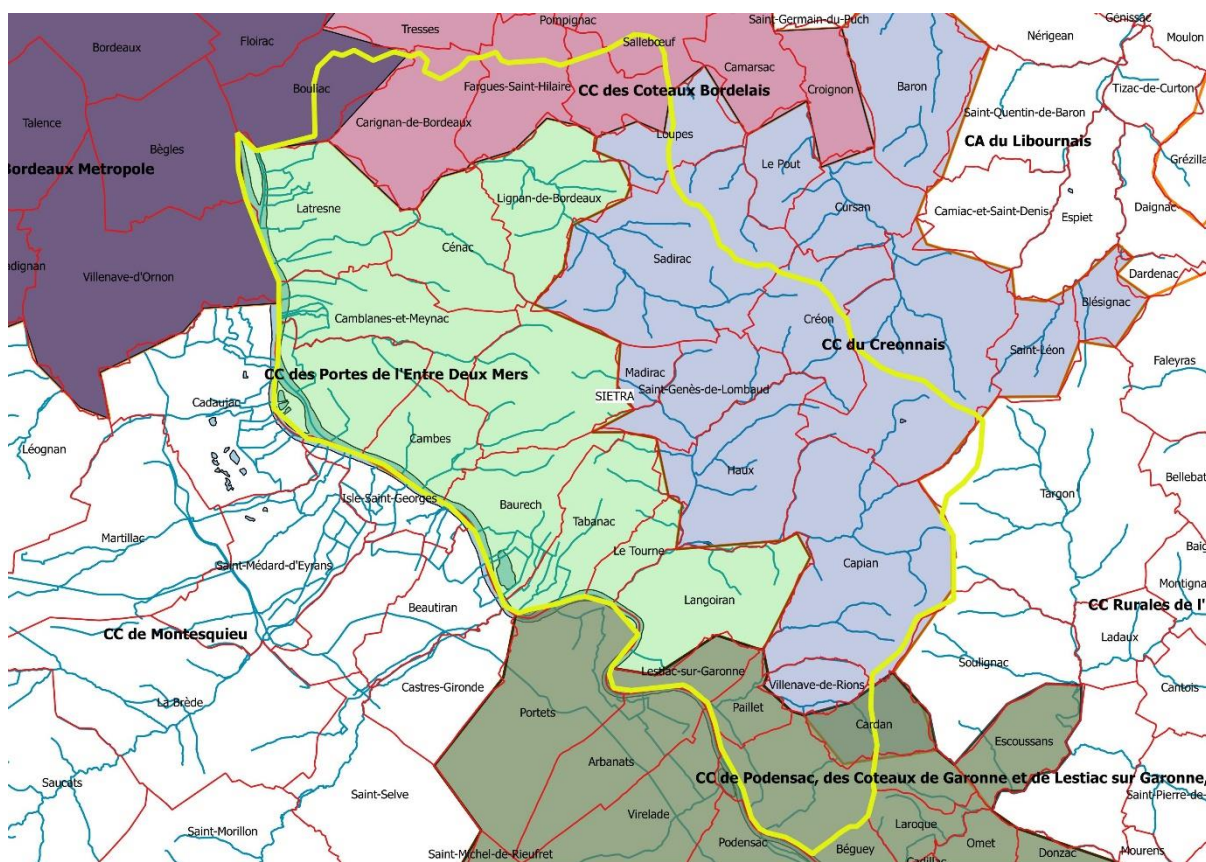 Saint-Germain-du-Puch
Génissac
Pompignac
Tresses
Nérigean
Moulon
Floirac
Sallebœuf
Bordeaux
Camarsac
Baron
Tizac-de-Curton
Bouliac
Fargues-Saint-Hilaire
CC des Coteaux Bordelais
Croignon
Saint-Quentin-de-Baron
Talence
Carignan-de-Bordeaux
Loupes
CA du Libournais
Bègles
Le Pout
Bordeaux Metropole
Lignan-de-Bordeaux
Cursan
Camiac-et-Saint-Denis
Espiet
Daignac
Latresne
Cénac
Sadirac
Villenave-d'Ornon
Dardenac
Blésignac
Camblanes-et-Meynac
Créon
CC du Creonnais
Saint-Léon
Faleyras
CC des Portes de l'Entre Deux Mers
Madirac
Saint-Genès-de-Lombaud
SIETRA
Cadaujac
Léognan
Cambes
Haux
Targon
Isle-Saint-Georges
Baurech
Tabanac
Martillac
Le Tourne
Saint-Médard-d'Eyrans
Capian
Langoiran
Beautiran
CC de Montesquieu
CC Rurales de l'
Ladaux
Soulignac
Lestiac-sur-Garonne
Castres-Gironde
Villenave-de-Rions
Cantois
La Brède
Portets
Paillet
Cardan
Escoussans
Arbanats
CC de Podensac, des Coteaux de Garonne et de Lestiac sur Garonne,
Saucats
Saint-Selve
Saint-Pierre-de-
Virelade
Saint-Morillon
Laroque
Podensac
Béguey
Omet
Donzac
Mourens
Saint-Michel-de-Rieufret
Cadillac